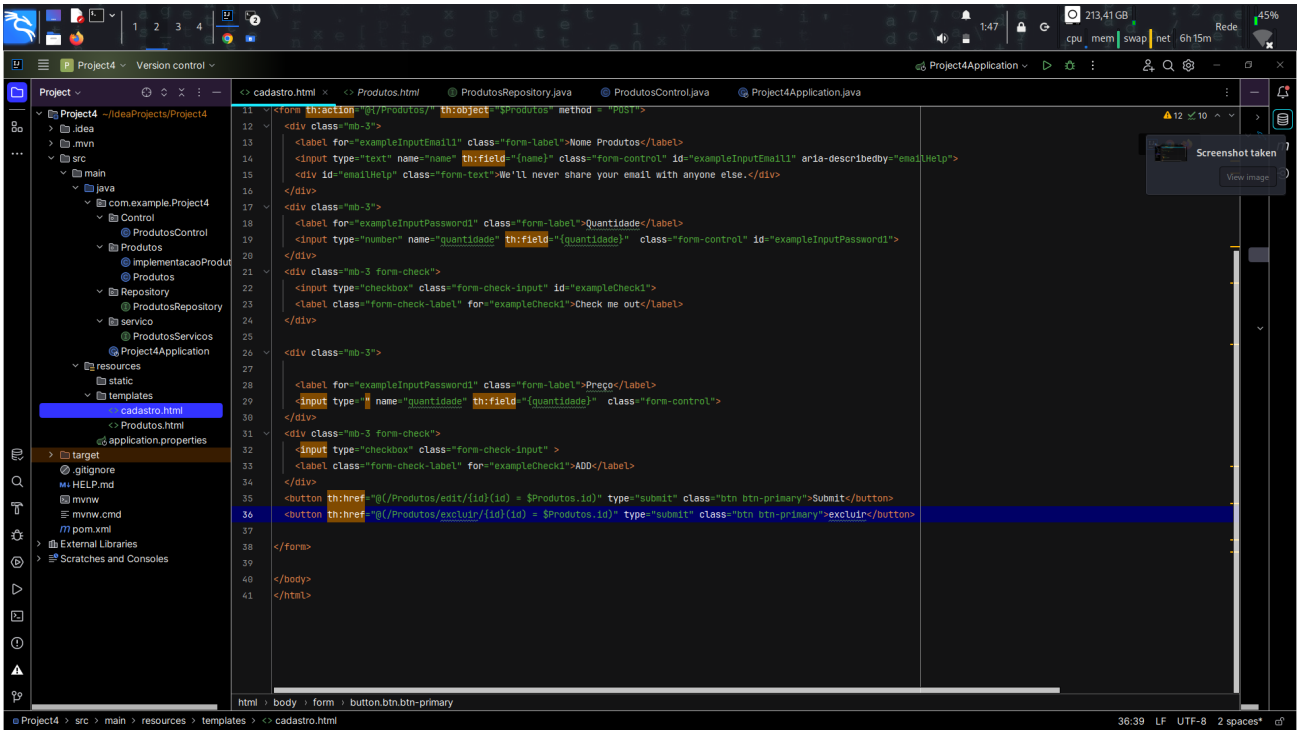 1 2 3 4
2
1:47
213,41 GB
cpu mem swap net 6h 15m
Rede
45%
Project4 Version control
Project4Application
Project
cadastro.html
Produtos.html
ProdutosRepository.java
ProdutosControl.java
Project4Application.java
Project4 ~/IdeaProjects/Project4
.idea
.mvn
src
main
java
com.example.Project4
Control
ProdutosControl
Produtos
implementacaoProdut
Produtos
Repository
ProdutosRepository
servico
ProdutosServicos
Project4Application
resources
static
templates
cadastro.html
Produtos.html
application.properties
target
.gitignore
HELP.md
mvnw
mvnw.cmd
pom.xml
External Libraries
Scratches and Consoles
12 10
Screenshot taken
View image
11 <form th:action="@{/Produtos/" th:object="$Produtos" method = "POST">
12 <div class="mb-3">
13 <label for="exampleInputEmail1" class="form-label">Nome Produtos</label>
14 <input type="text" name="name" th:field="{name}" class="form-control" id="exampleInputEmail1" aria-describedby="emailHelp">
15 <div id="emailHelp" class="form-text">We'll never share your email with anyone else.</div>
16 </div>
17 <div class="mb-3">
18 <label for="exampleInputPassword1" class="form-label">Quantidade</label>
19 <input type="number" name="quantidade" th:field="{quantidade}" class="form-control" id="exampleInputPassword1">
20 </div>
21 <div class="mb-3 form-check">
22 <input type="checkbox" class="form-check-input" id="exampleCheck1">
23 <label class="form-check-label" for="exampleCheck1">Check me out</label>
24 </div>
25
26 <div class="mb-3">
27
28 <label for="exampleInputPassword1" class="form-label">Preço</label>
29 <input type="" name="quantidade" th:field="{quantidade}" class="form-control">
30 </div>
31 <div class="mb-3 form-check">
32 <input type="checkbox" class="form-check-input" >
33 <label class="form-check-label" for="exampleCheck1">ADD</label>
34 </div>
35 <button th:href="@(/Produtos/edit/{id}(id) = $Produtos.id)" type="submit" class="btn btn-primary">Submit</button>
36 <button th:href="@(/Produtos/excluir/{id}(id) = $Produtos.id)" type="submit" class="btn btn-primary">excluir</button>
37
38 </form>
39
40 </body>
41 </html>
html › body › form › button.btn.btn-primary
Project4 › src › main › resources › templates › cadastro.html
36:39 LF UTF-8 2 spaces*